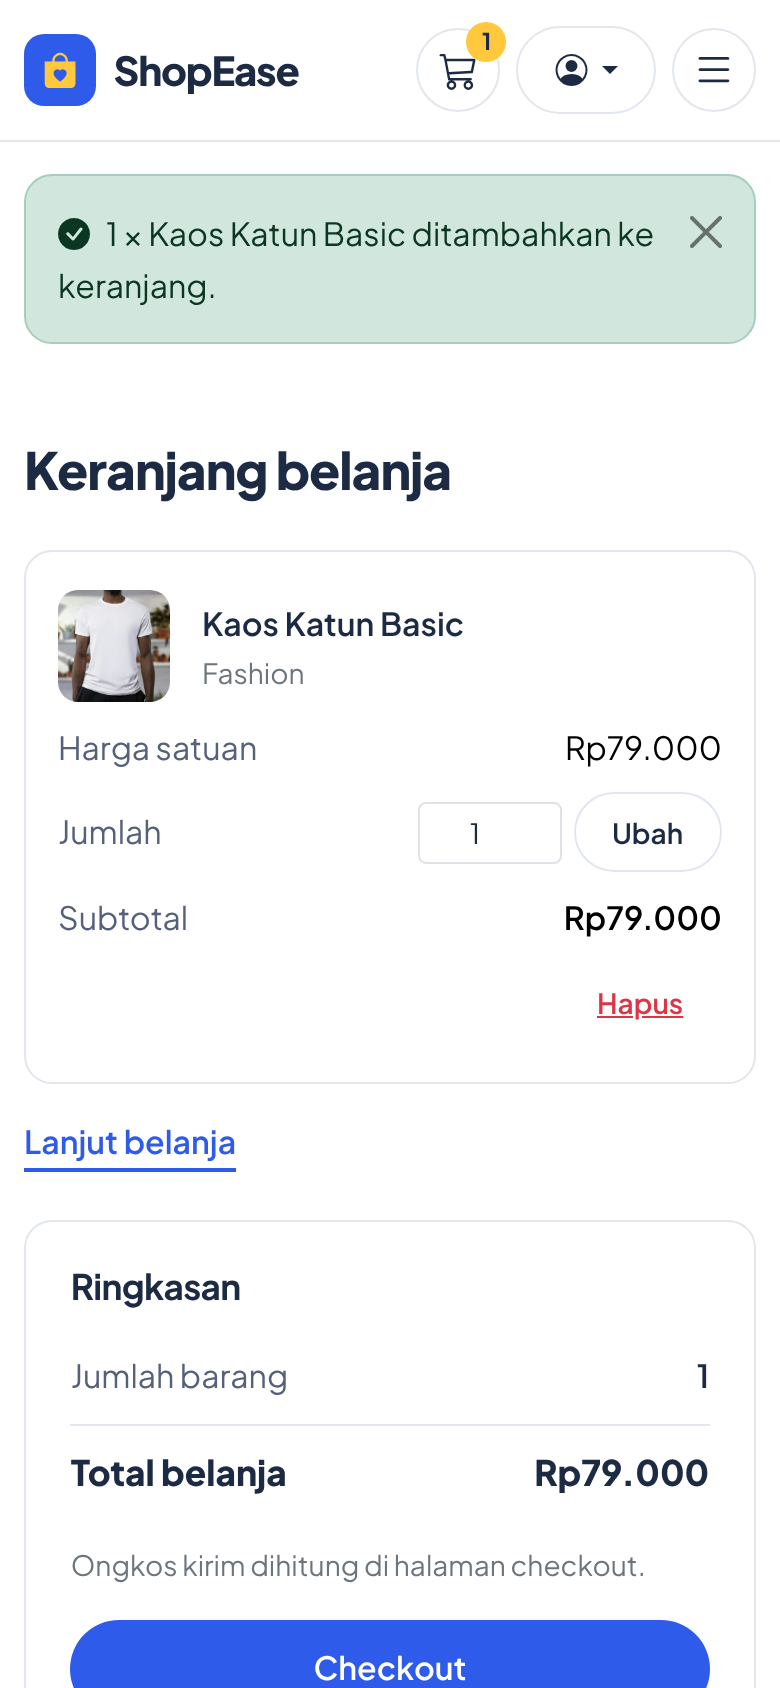 ShopEase
1
1 × Kaos Katun Basic ditambahkan ke
keranjang.
Keranjang belanja
Kaos Katun Basic
Fashion
Harga satuan Rp79.000
Jumlah 1 Ubah
Subtotal Rp79.000
Hapus
Lanjut belanja
Ringkasan
Jumlah barang 1
Total belanja Rp79.000
Ongkos kirim dihitung di halaman checkout.
Checkout